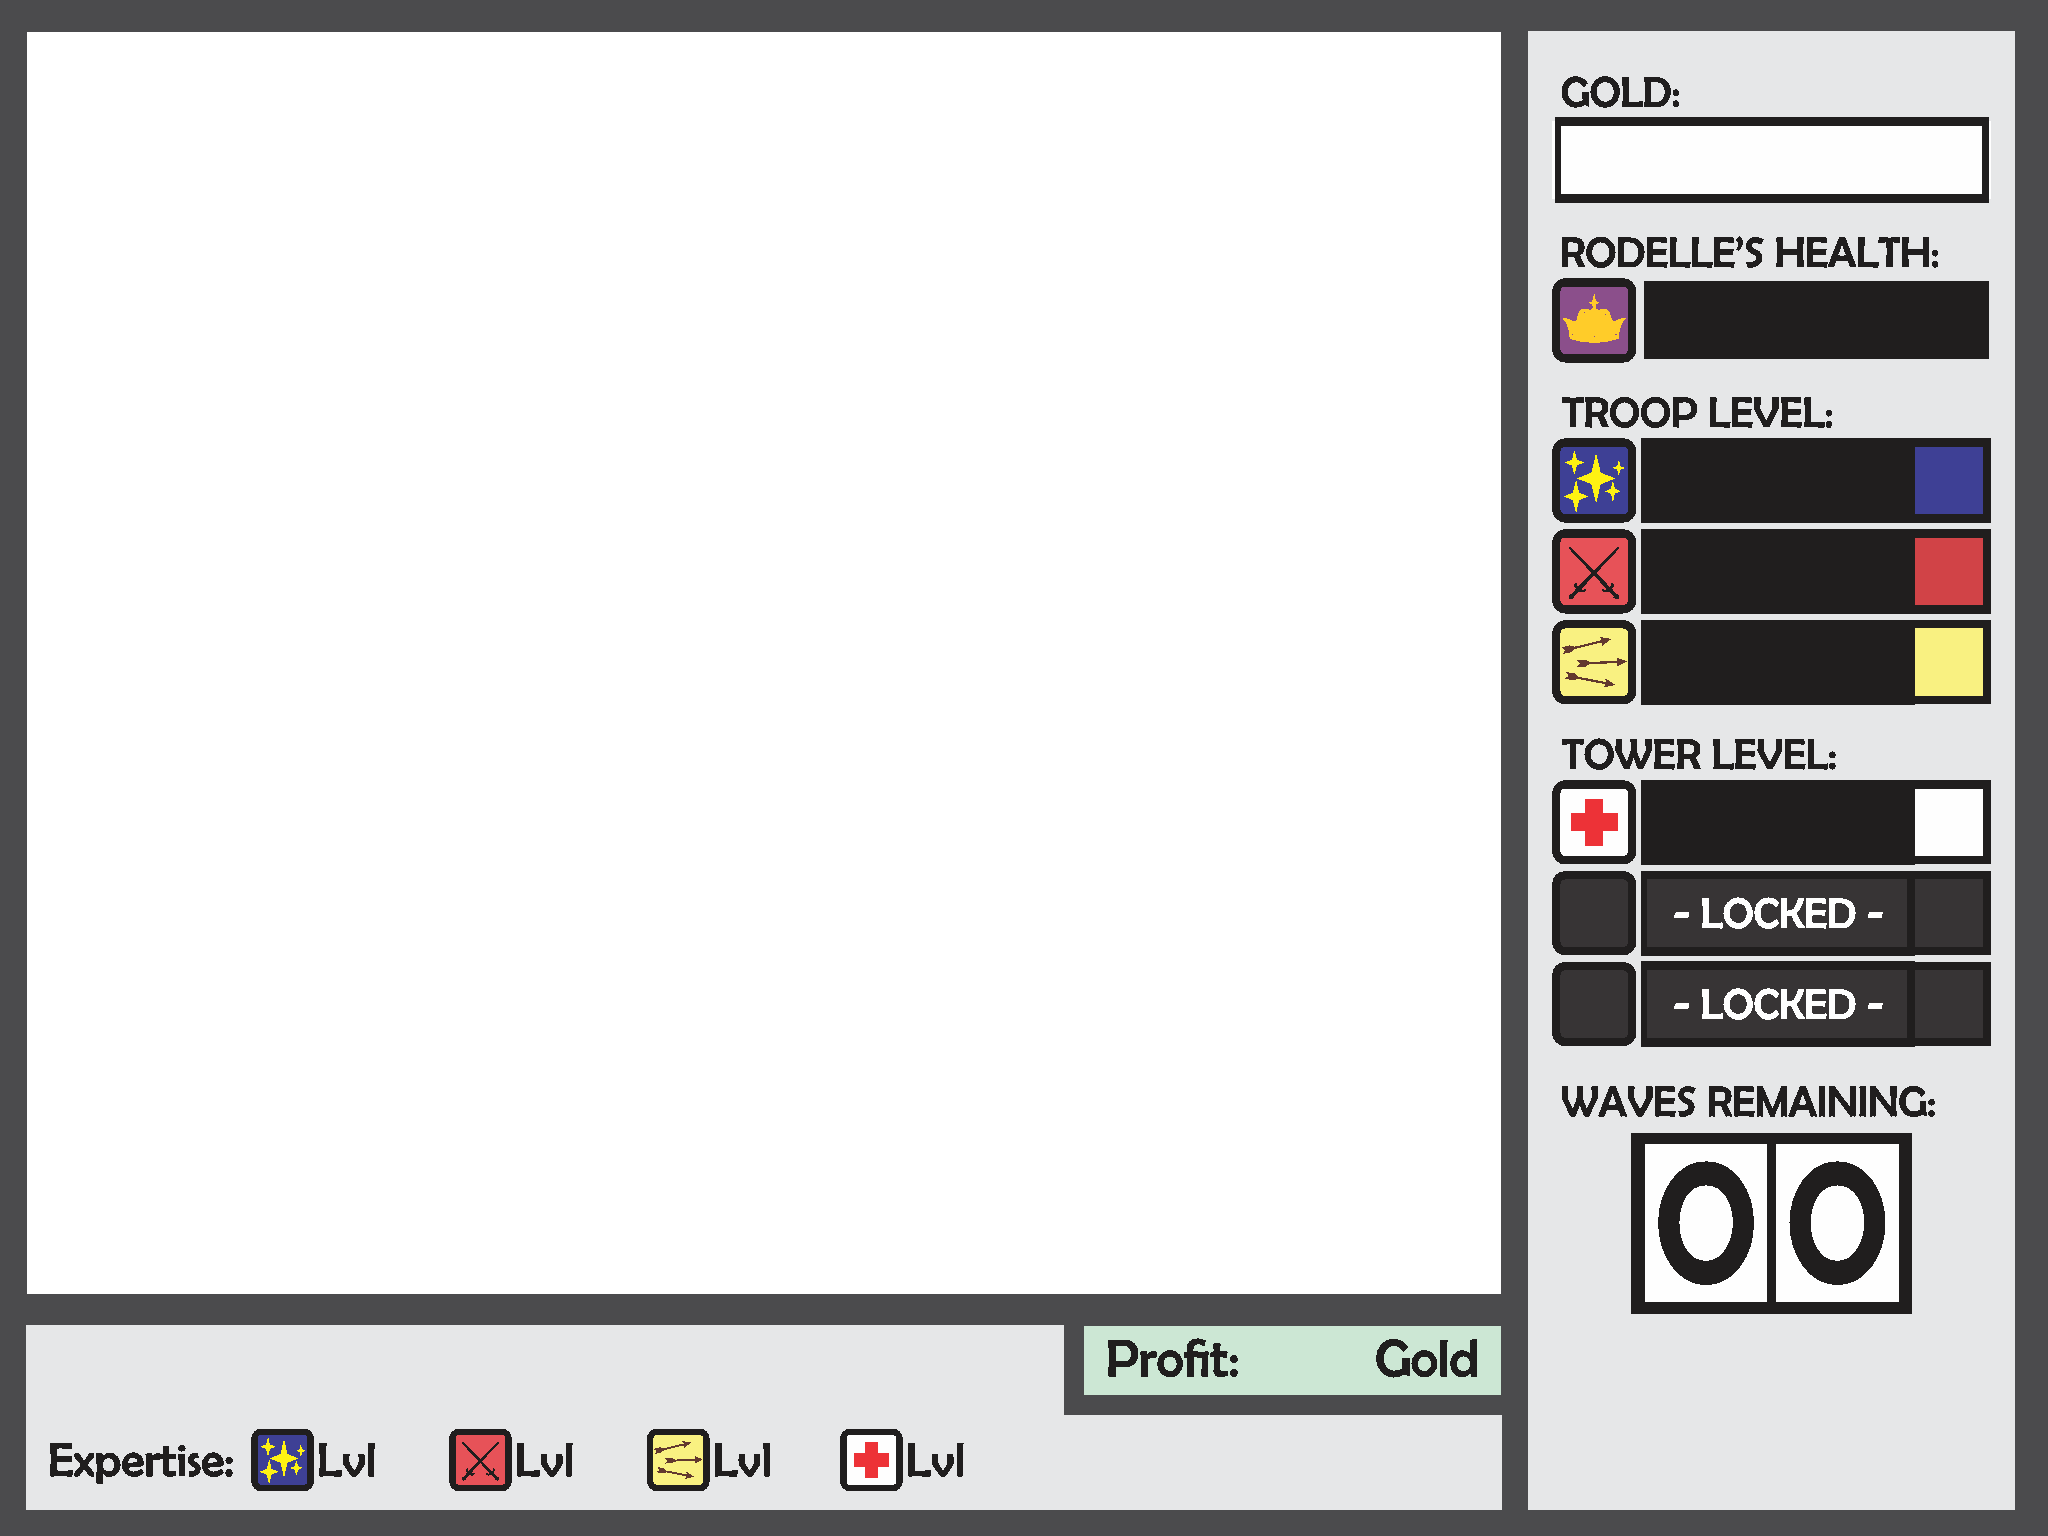 GOLD:
RODELLE'S HEALTH:
TROOP LEVEL:
TOWER LEVEL:
- LOCKED -
- LOCKED -
WAVES REMAINING:
00
Profit: Gold
Expertise: Lvl Lvl Lvl Lvl